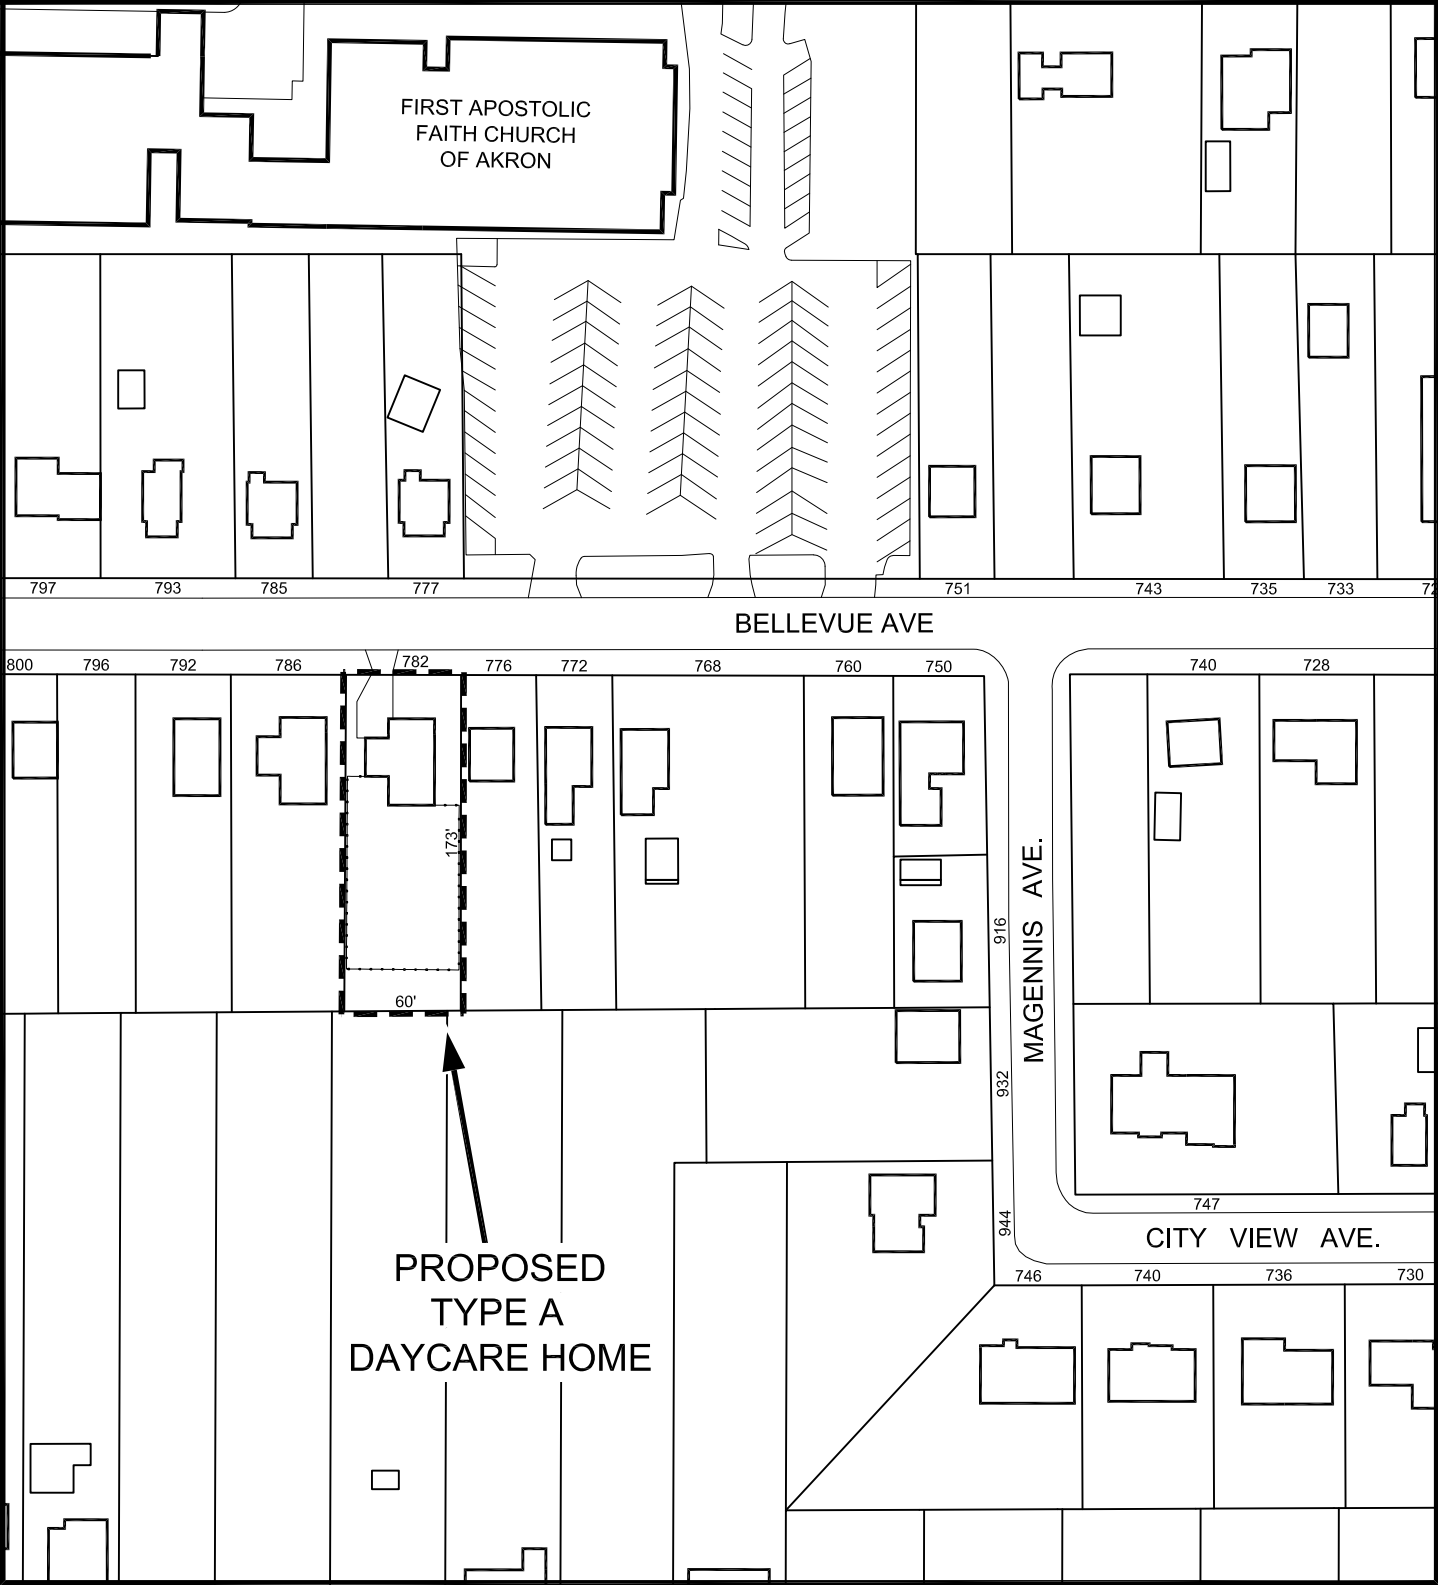 FIRST APOSTOLIC
FAITH CHURCH
OF AKRON
797 793 785 777 751 743 735 733
BELLEVUE AVE
800 796 792 786 782 776 772 768 760 750 740 728
173'
60'
916
MAGENNIS AVE.
932
944
747
CITY VIEW AVE.
746 740 736 730
PROPOSED
TYPE A
DAYCARE HOME